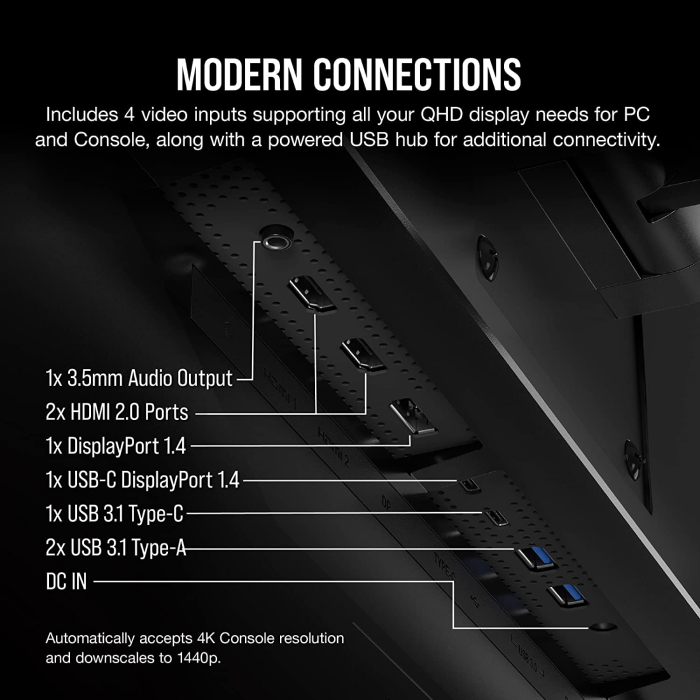 MODERN CONNECTIONS
Includes 4 video inputs supporting all your QHD display needs for PC
and Console, along with a powered USB hub for additional connectivity.
1x 3.5mm Audio Output
2x HDMI 2.0 Ports
1x DisplayPort 1.4
1x USB-C DisplayPort 1.4
1x USB 3.1 Type-C
2x USB 3.1 Type-A
DC IN
Automatically accepts 4K Console resolution
and downscales to 1440p.
HDMI 2